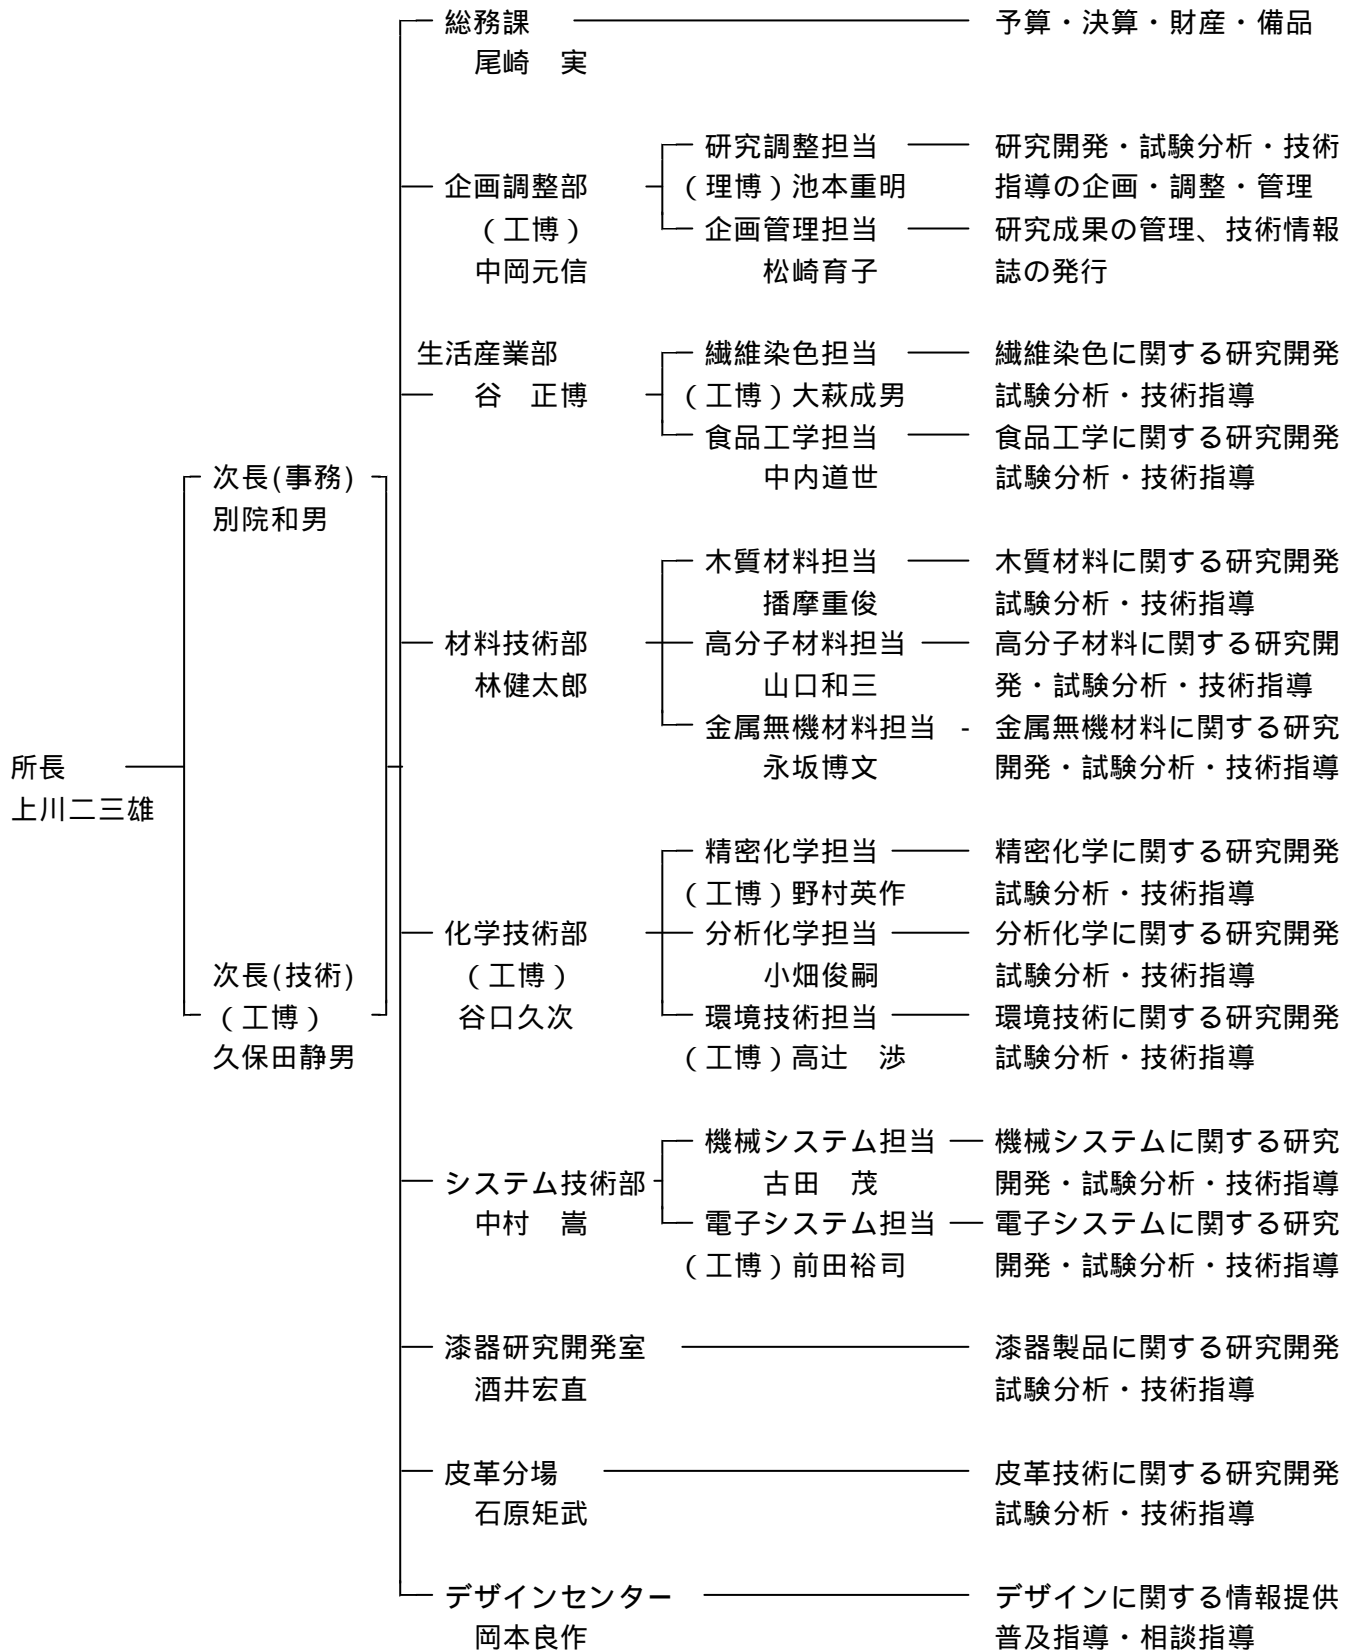 総務課 予算・決算・財産・備品
尾崎 実
研究調整担当 研究開発・試験分析・技術
企画調整部 (理博)池本重明 指導の企画・調整・管理
(工博) 企画管理担当 研究成果の管理、技術情報
中岡元信 松崎育子 誌の発行
生活産業部 繊維染色担当 繊維染色に関する研究開発
谷 正博 (工博)大萩成男 試験分析・技術指導
食品工学担当 食品工学に関する研究開発
次長(事務) 中内道世 試験分析・技術指導
別院和男
木質材料担当 木質材料に関する研究開発
播摩重俊 試験分析・技術指導
材料技術部 高分子材料担当 高分子材料に関する研究開
林健太郎 山口和三 発・試験分析・技術指導
金属無機材料担当 - 金属無機材料に関する研究
所長 永坂博文 開発・試験分析・技術指導
上川二三雄
精密化学担当 精密化学に関する研究開発
(工博)野村英作 試験分析・技術指導
化学技術部 分析化学担当 分析化学に関する研究開発
次長(技術) (工博) 小畑俊嗣 試験分析・技術指導
(工博) 谷口久次 環境技術担当 環境技術に関する研究開発
久保田静男 (工博)高辻 渉 試験分析・技術指導
機械システム担当 機械システムに関する研究
システム技術部 古田 茂 開発・試験分析・技術指導
中村 嵩 電子システム担当 電子システムに関する研究
(工博)前田裕司 開発・試験分析・技術指導
漆器研究開発室 漆器製品に関する研究開発
酒井宏直 試験分析・技術指導
皮革分場 皮革技術に関する研究開発
石原矩武 試験分析・技術指導
デザインセンター デザインに関する情報提供
岡本良作 普及指導・相談指導